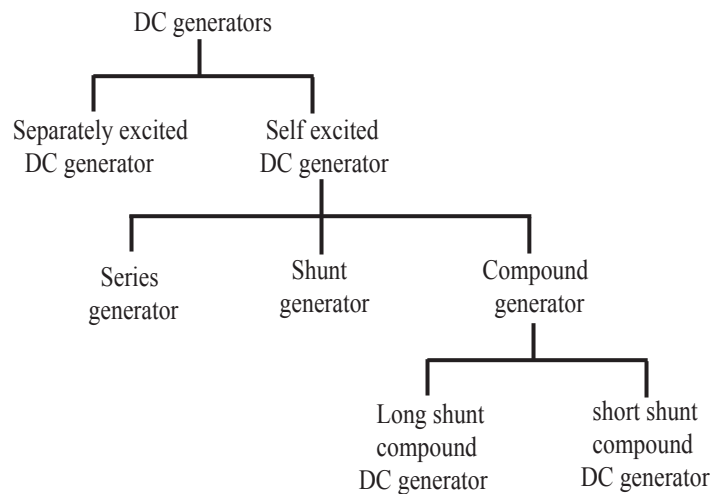 DC generators
Separately excited
DC generator
Self excited
DC generator
Series
generator
Shunt
generator
Compound
generator
Long shunt
compound
DC generator
short shunt
compound
DC generator